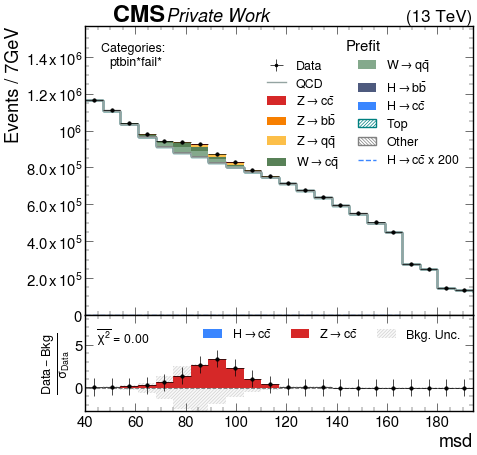 CMS Private Work (13 TeV)
Events / 7GeV
1.4 x 10⁶
1.2 x 10⁶
10⁶
8.0 x 10⁵
6.0 x 10⁵
4.0 x 10⁵
2.0 x 10⁵
0
Categories:
ptbin*fail*
Prefit
Data
QCD
Z→cc̄
Z→bb̄
Z→qq̄
W→cq̄
W→qq̄
H→bb̄
H→cc̄
Top
Other
H→cc̄ x 200
Data − Bkg
σData
5
0
χ² = 0.00
H→cc̄
Z→cc̄
Bkg. Unc.
40 60 80 100 120 140 160 180
msd